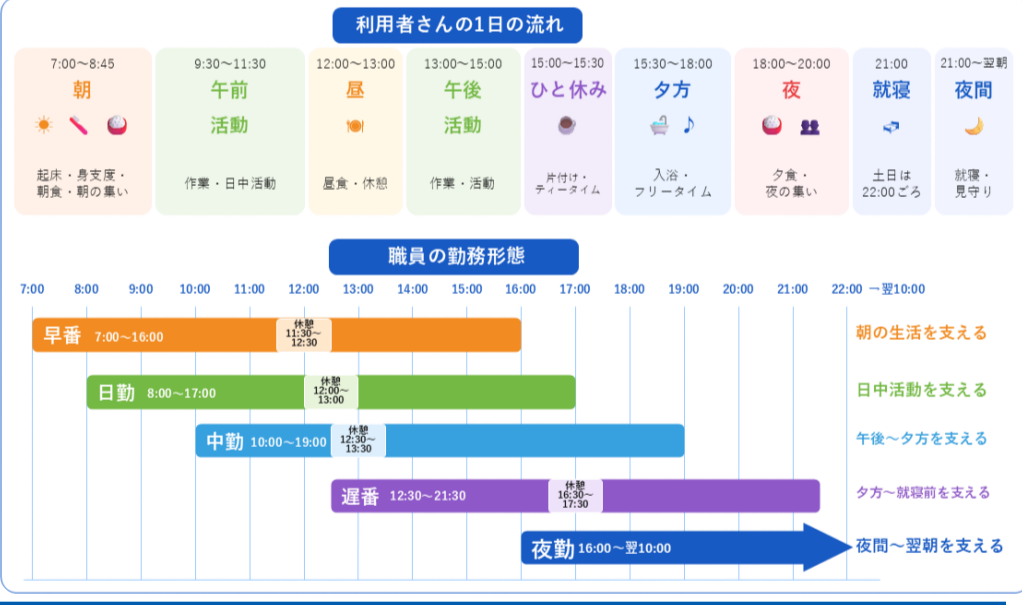 利用者さんの1日の流れ
7:00〜8:45
朝
起床・身支度・
朝食・朝の集い
9:30〜11:30
午前
活動
作業・日中活動
12:00〜13:00
昼
昼食・休憩
13:00〜15:00
午後
活動
作業・活動
15:00〜15:30
ひと休み
片付け・
ティータイム
15:30〜18:00
夕方
入浴・
フリータイム
18:00〜20:00
夜
夕食・
夜の集い
21:00
就寝
土日は
22:00ごろ
21:00〜翌朝
夜間
就寝・
見守り
職員の勤務形態
7:00 8:00 9:00 10:00 11:00 12:00 13:00 14:00 15:00 16:00 17:00 18:00 19:00 20:00 21:00 22:00 →翌10:00
早番 7:00〜16:00
休憩
11:30〜
12:30
朝の生活を支える
日勤 8:00〜17:00
休憩
12:00〜
13:00
日中活動を支える
中勤 10:00〜19:00
休憩
12:30〜
13:30
午後〜夕方を支える
遅番 12:30〜21:30
休憩
16:30〜
17:30
夕方〜就寝前を支える
夜勤 16:00〜翌10:00
夜間〜翌朝を支える